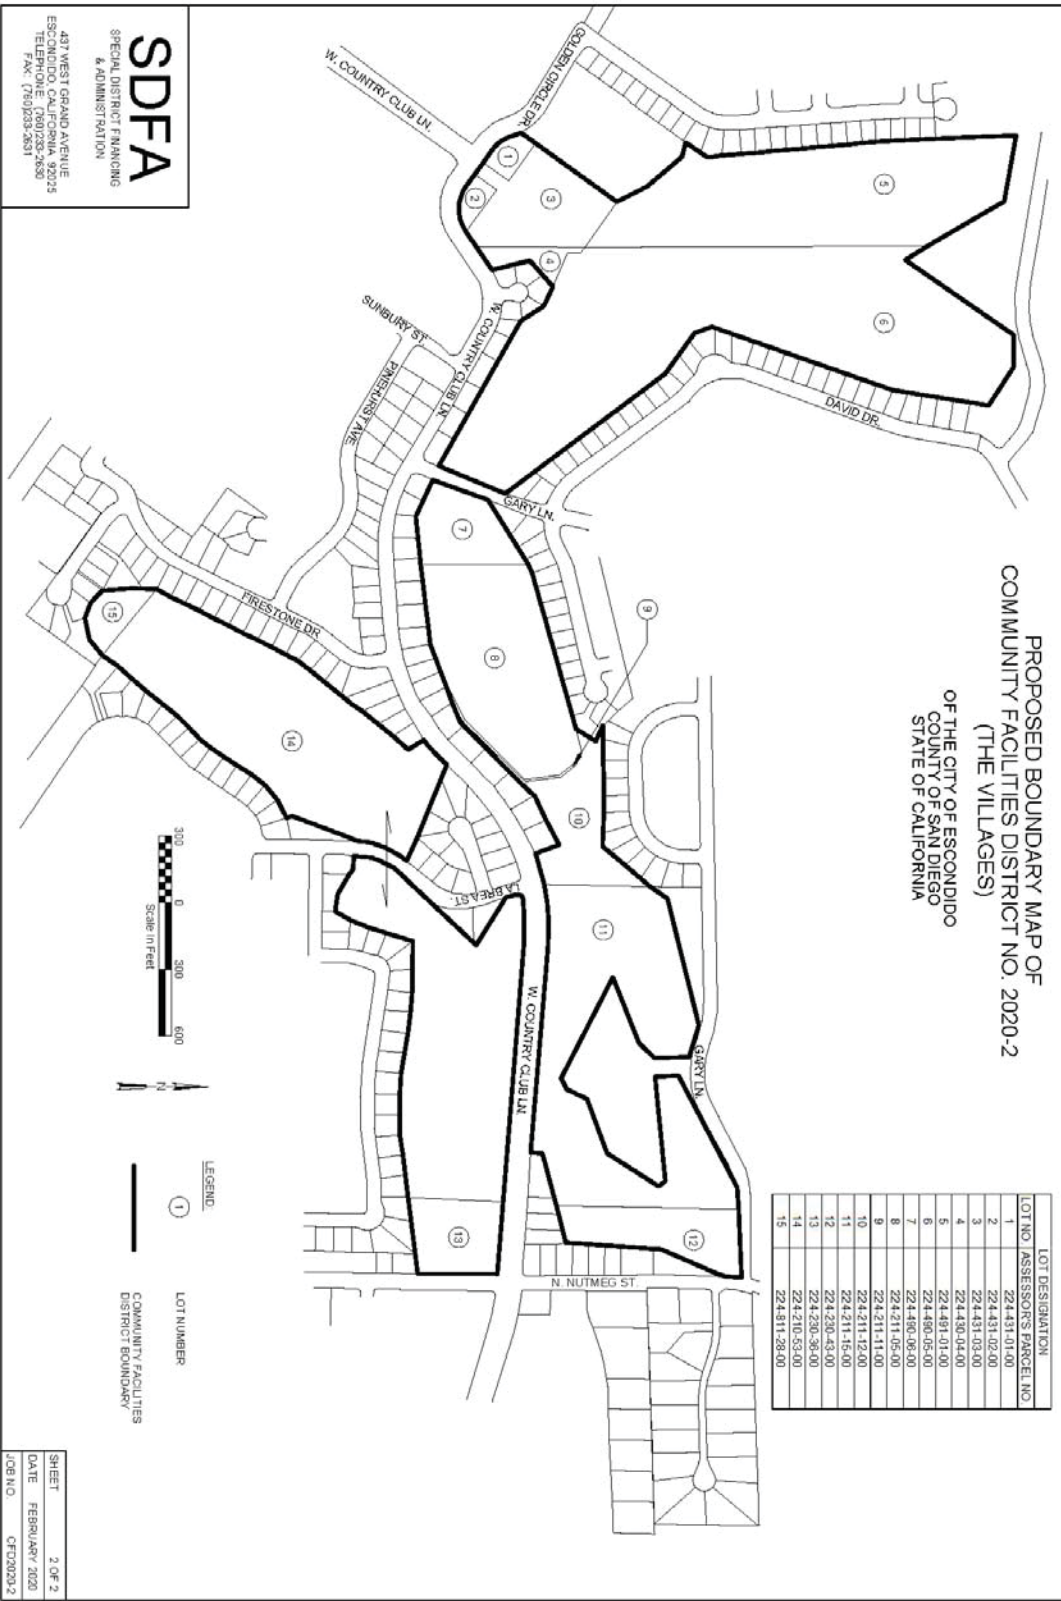 PROPOSED BOUNDARY MAP OF
COMMUNITY FACILITIES DISTRICT NO. 2020-2
(THE VILLAGES)
OF THE CITY OF ESCONDIDO
COUNTY OF SAN DIEGO
STATE OF CALIFORNIA
LOT DESIGNATION
LOT NO. ASSESSOR'S PARCEL NO.
1 224-431-01-00
2 224-431-02-00
3 224-431-03-00
4 224-430-04-00
5 224-491-01-00
6 224-490-05-00
7 224-490-06-00
8 224-211-05-00
9 224-211-11-00
10 224-211-12-00
11 224-211-15-00
12 224-230-43-00
13 224-230-36-00
14 224-210-53-00
15 224-811-28-00
GOLDEN CIRCLE DR.
W. COUNTRY CLUB LN.
SUNBURY ST.
W. COUNTRY CLUB LN.
PINEHURST AVE.
DAVID DR.
GARY LN.
FIRESTONE DR
LA BREA ST.
W. COUNTRY CLUB LN.
GARY LN.
N. NUTMEG ST.
1
2
3
4
5
6
7
8
9
10
11
12
13
14
15
SDFA
SPECIAL DISTRICT FINANCING
& ADMINISTRATION
437 WEST GRAND AVENUE
ESCONDIDO, CALIFORNIA 92025
TELEPHONE: (760)233-2630
FAX: (760)233-2631
300 0 300 600
Scale In Feet
N
LEGEND:
1 LOT NUMBER
COMMUNITY FACILITIES
DISTRICT BOUNDARY
SHEET 2 OF 2
DATE FEBRUARY 2020
JOB NO. CFD2020-2